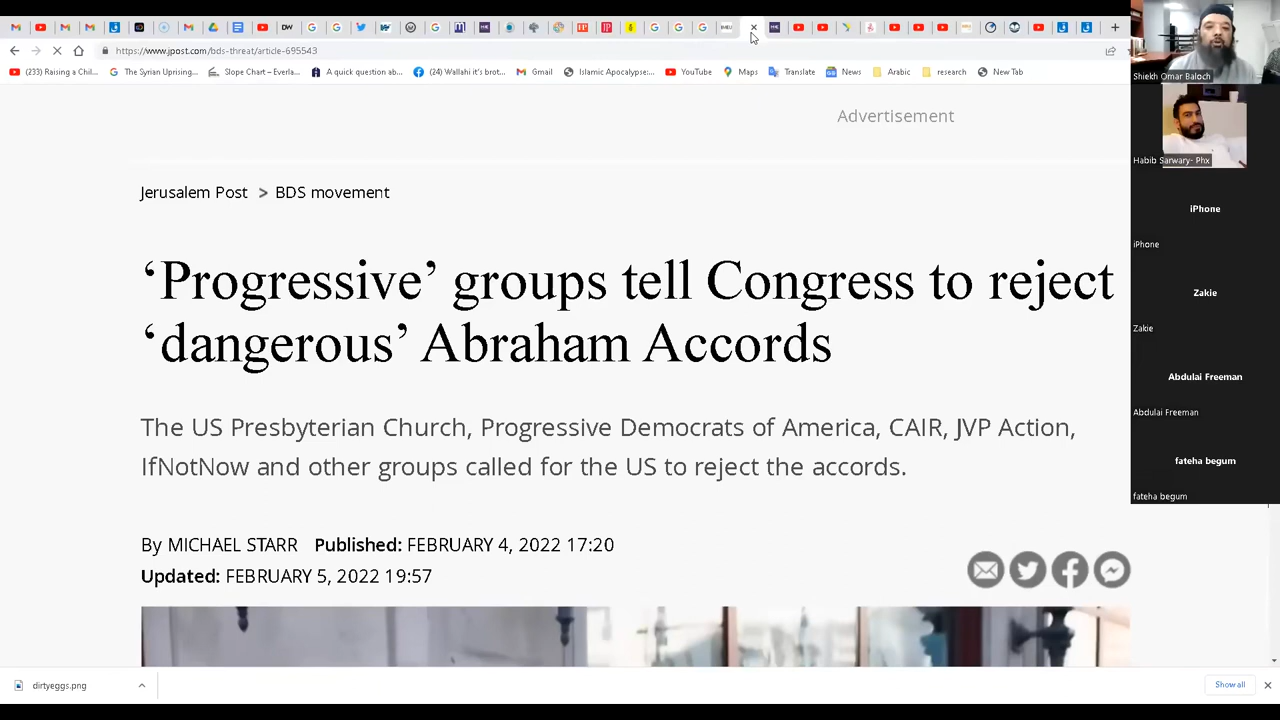 DW
IMEU
https://www.jpost.com/bds-threat/article-695543
(233) Raising a Chil...
The Syrian Uprising...
Slope Chart – Everla...
A quick question ab...
(24) Wallahi it's brot...
Gmail
Islamic Apocalypse:...
YouTube
Maps
Translate
News
Arabic
research
New Tab
Advertisement
Jerusalem Post > BDS movement
‘Progressive’ groups tell Congress to reject
‘dangerous’ Abraham Accords
The US Presbyterian Church, Progressive Democrats of America, CAIR, JVP Action,
IfNotNow and other groups called for the US to reject the accords.
By MICHAEL STARR Published: FEBRUARY 4, 2022 17:20
Updated: FEBRUARY 5, 2022 19:57
Shiekh Omar Baloch
Habib Sarwary- Phx
iPhone
iPhone
Zakie
Zakie
Abdulai Freeman
Abdulai Freeman
fateha begum
fateha begum
dirtyeggs.png
Show all